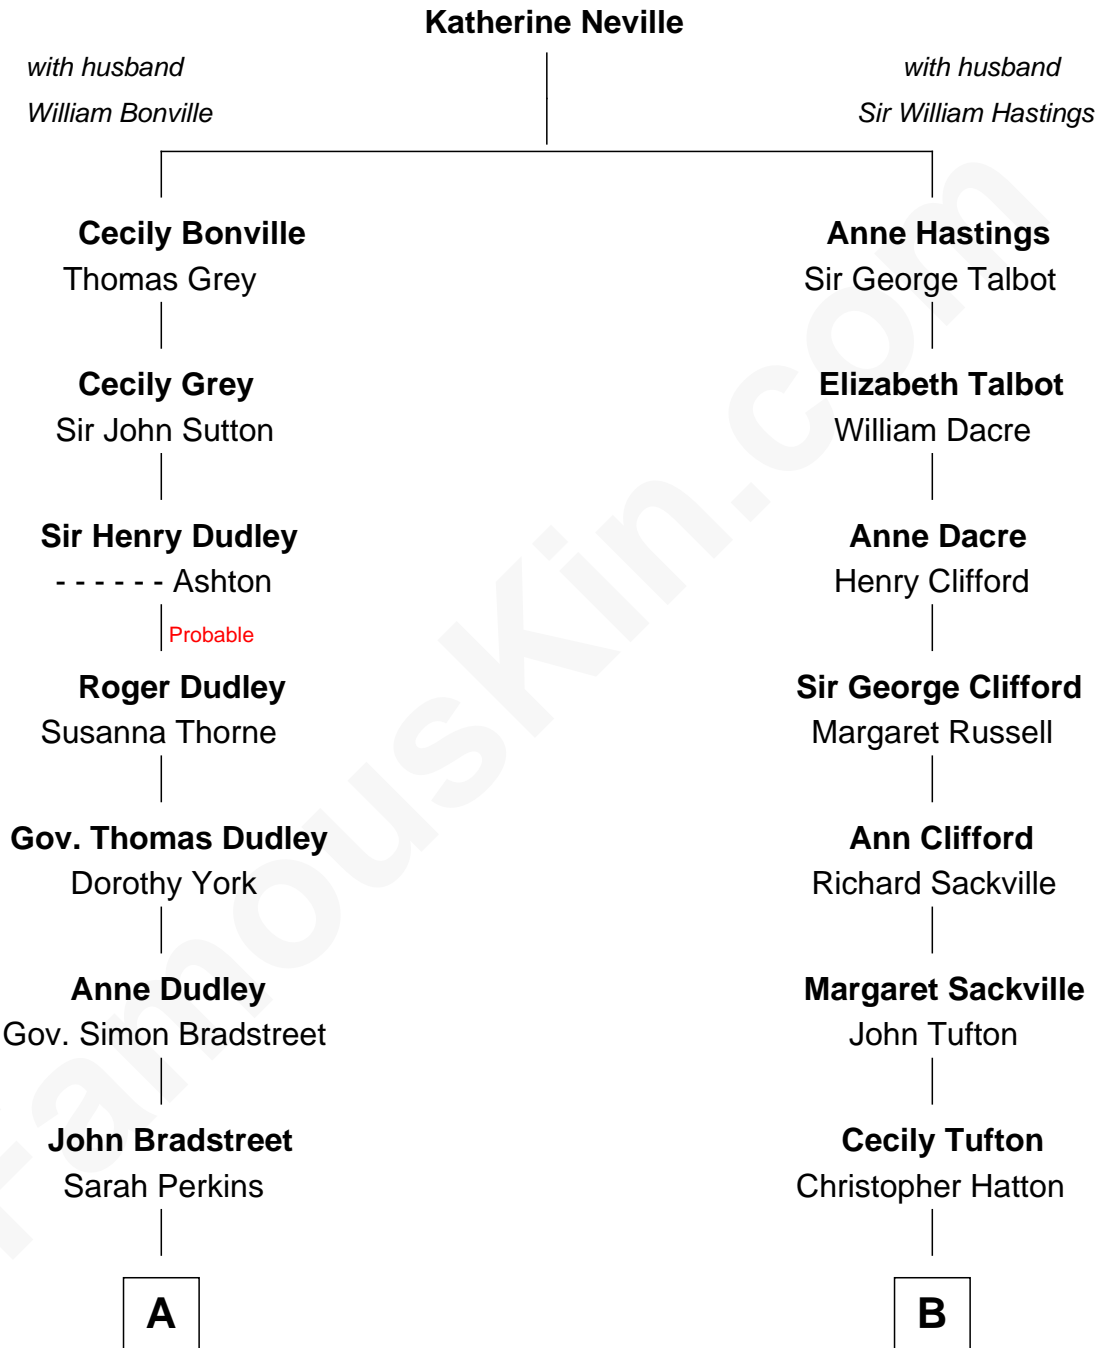 Katherine Neville
with husband
William Bonville
with husband
Sir William Hastings
Cecily Bonville
Thomas Grey
Anne Hastings
Sir George Talbot
Cecily Grey
Sir John Sutton
Elizabeth Talbot
William Dacre
Sir Henry Dudley
- - - - - - Ashton
Anne Dacre
Henry Clifford
Probable
Roger Dudley
Susanna Thorne
Sir George Clifford
Margaret Russell
Gov. Thomas Dudley
Dorothy York
Ann Clifford
Richard Sackville
Anne Dudley
Gov. Simon Bradstreet
Margaret Sackville
John Tufton
John Bradstreet
Sarah Perkins
Cecily Tufton
Christopher Hatton
A
B
FamousKin.com